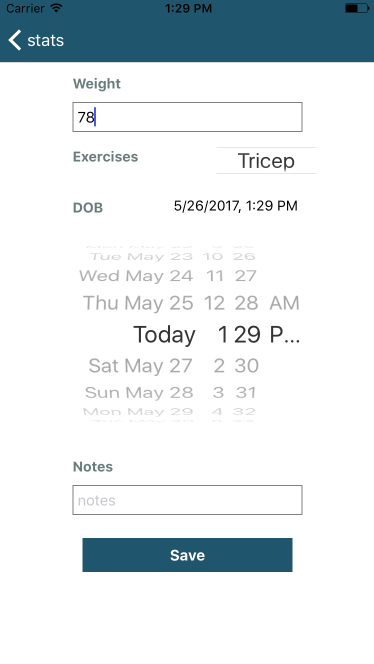 Carrier 1:29 PM
stats
Weight
78
Exercises Tricep
DOB 5/26/2017, 1:29 PM
Tue May 23 10 26
Wed May 24 11 27
Thu May 25 12 28 AM
Today 1 29 P...
Sat May 27 2 30
Sun May 28 3 31
Mon May 29 4 32
Notes
notes
Save